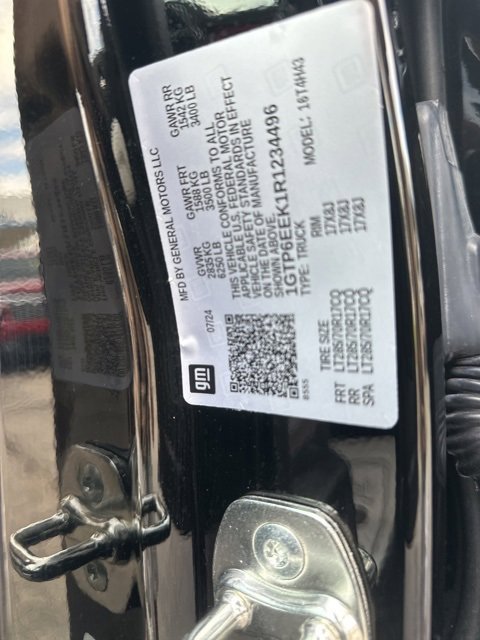 MFD BY GENERAL MOTORS LLC
gm
07/24
GVWR GAWR FRT GAWR RR
2835 KG 1588 KG 1542 KG
6250 LB 3500 LB 3400 LB
THIS VEHICLE CONFORMS TO ALL
APPLICABLE U.S. FEDERAL MOTOR
VEHICLE SAFETY STANDARDS IN EFFECT
ON THE DATE OF MANUFACTURE
SHOWN ABOVE.
1GTP6EEK1R1234496
TYPE: TRUCK MODEL: 16T4H43
8555
TIRE SIZE RIM
FRT LT285/70R17CQ 17X8J
RR LT285/70R17CQ 17X8J
SPA LT285/70R17CQ 17X8J